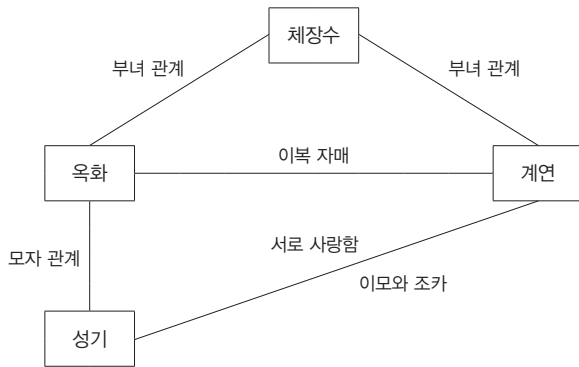 체장수
부녀 관계
부녀 관계
이복 자매
옥화
계연
서로 사랑함
모자 관계
이모와 조카
성기